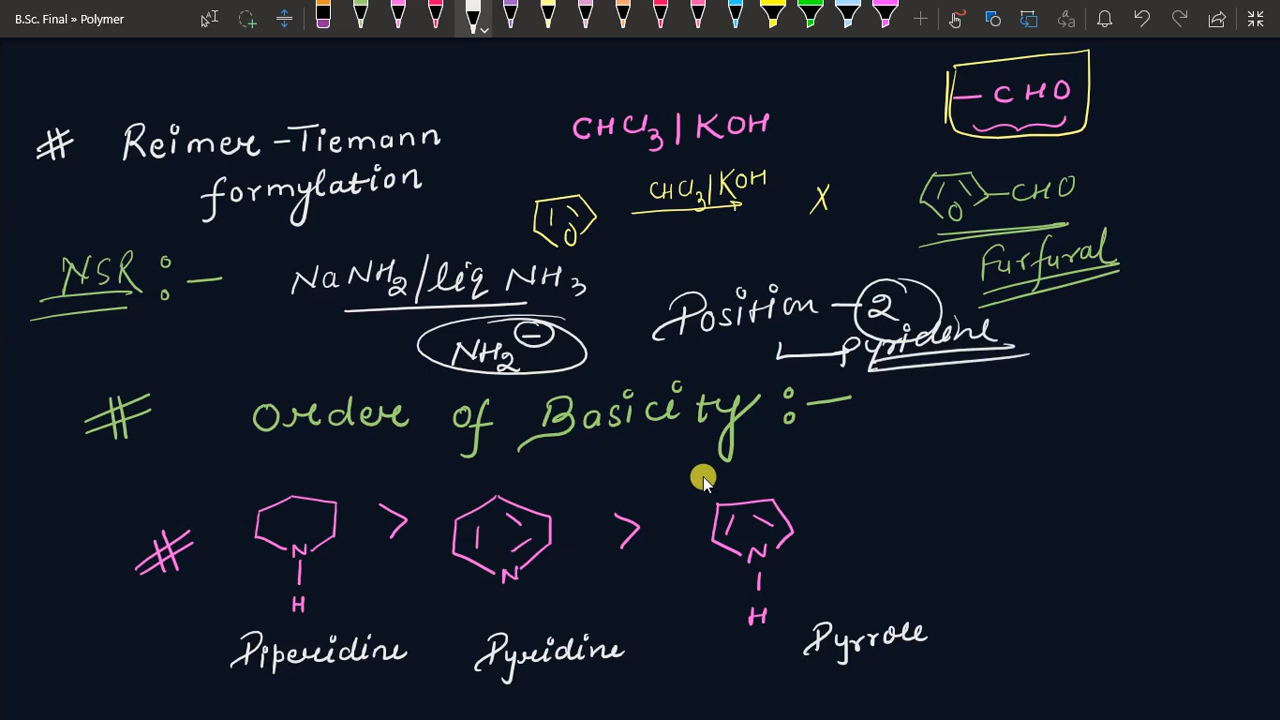 B.Sc. Final » Polymer
— CHO
# Reimer-Tiemann formylation
CHCl₃ | KOH
CHCl₃ | KOH
O
X
O
—CHO
Furfural
NSR : —
NaNH₂/liq NH₃
NH₂⊖
Position — 2
Pyridine
# Order of Basicity : —
# N H > N > N H
Piperidine Pyridine Pyrrole